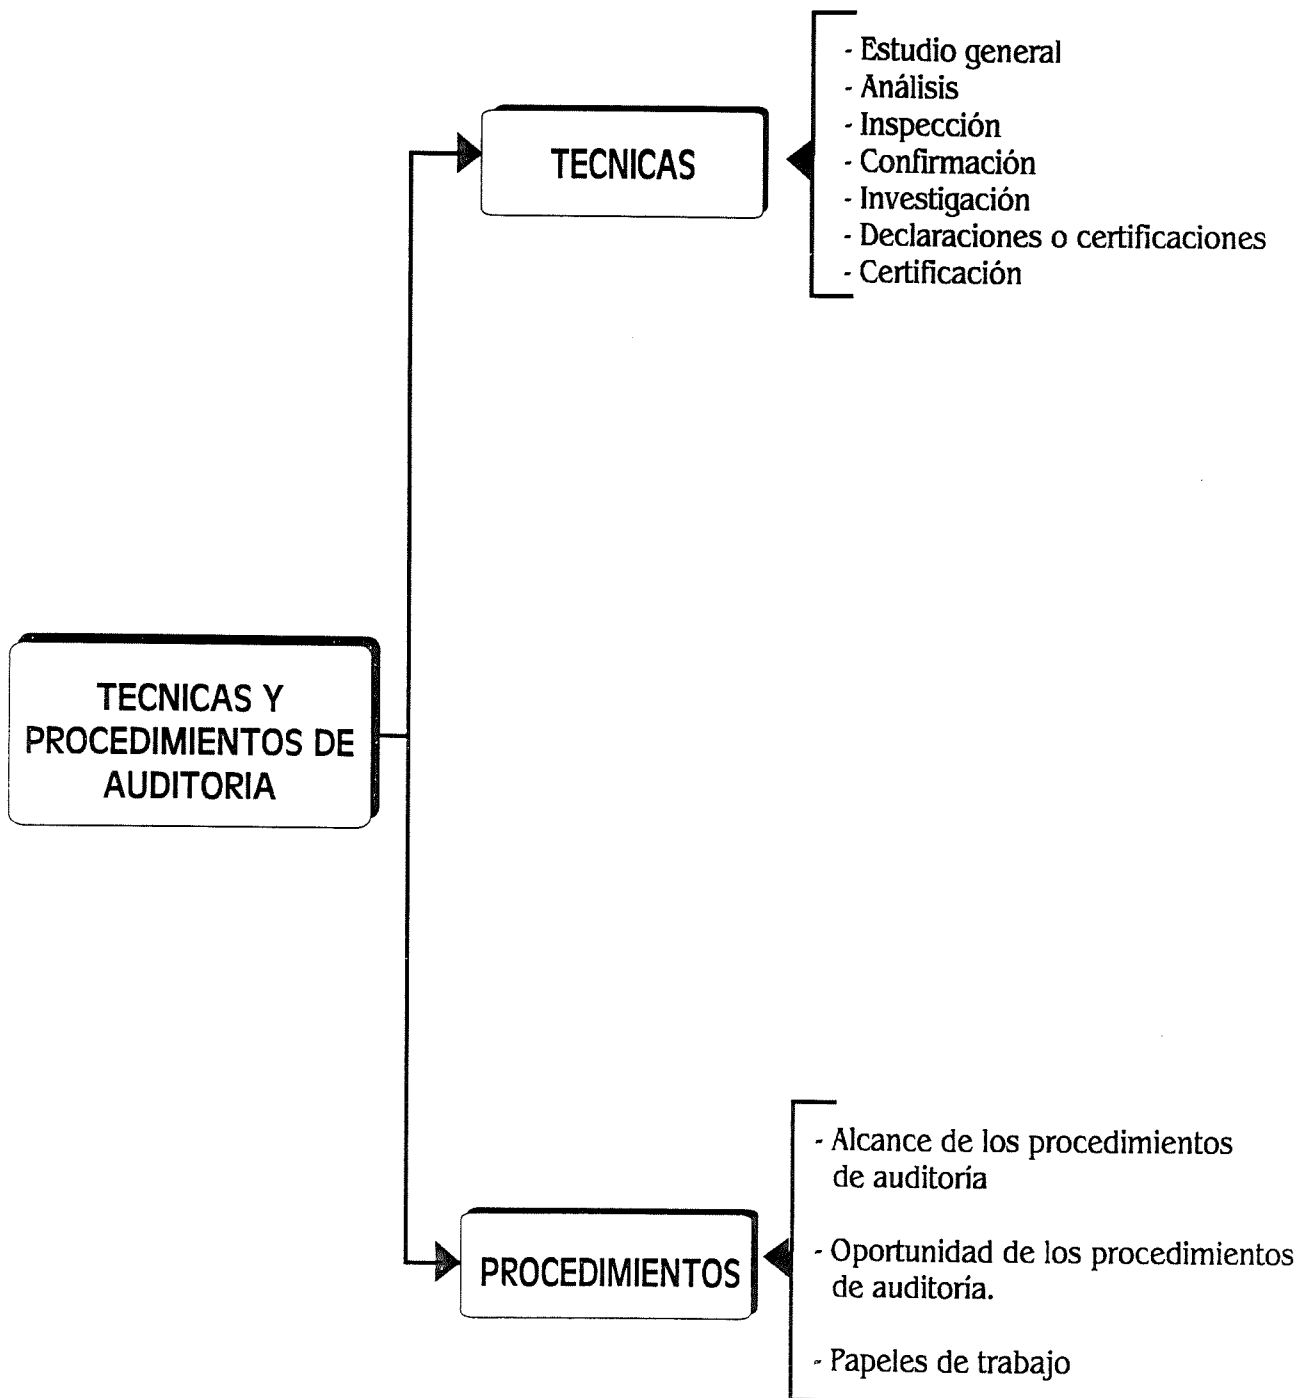 - Estudio general
- Análisis
- Inspección
- Confirmación
- Investigación
- Declaraciones o certificaciones
- Certificación
TECNICAS
TECNICAS Y
PROCEDIMIENTOS DE
AUDITORIA
PROCEDIMIENTOS
- Alcance de los procedimientos
de auditoría
- Oportunidad de los procedimientos
de auditoría.
- Papeles de trabajo